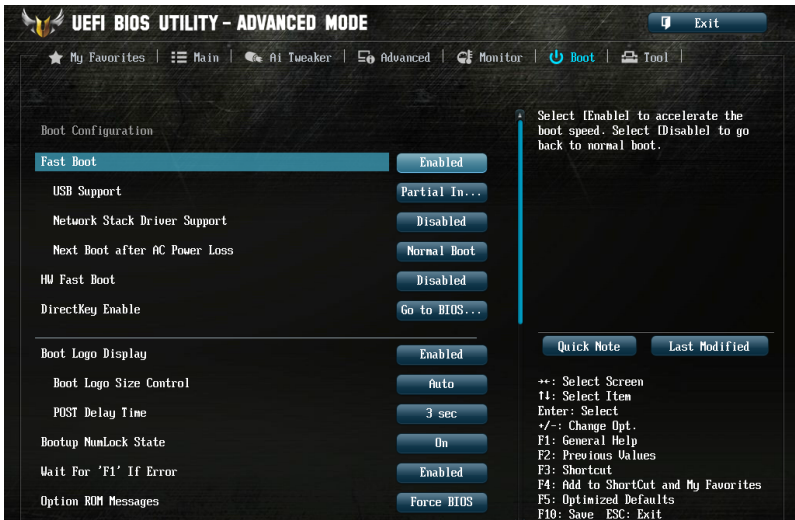 UEFI BIOS UTILITY - ADVANCED MODE
Exit
My Favorites
Main
Ai Tweaker
Advanced
Monitor
Boot
Tool
Boot Configuration
Fast Boot
Enabled
USB Support
Partial In...
Network Stack Driver Support
Disabled
Next Boot after AC Power Loss
Normal Boot
HW Fast Boot
Disabled
DirectKey Enable
Go to BIOS...
Boot Logo Display
Enabled
Boot Logo Size Control
Auto
POST Delay Time
3 sec
Bootup NumLock State
On
Wait For 'F1' If Error
Enabled
Option ROM Messages
Force BIOS
Select [Enable] to accelerate the
boot speed. Select [Disable] to go
back to normal boot.
Quick Note
Last Modified
→←: Select Screen
↑↓: Select Item
Enter: Select
+/-: Change Opt.
F1: General Help
F2: Previous Values
F3: Shortcut
F4: Add to ShortCut and My Favorites
F5: Optimized Defaults
F10: Save ESC: Exit